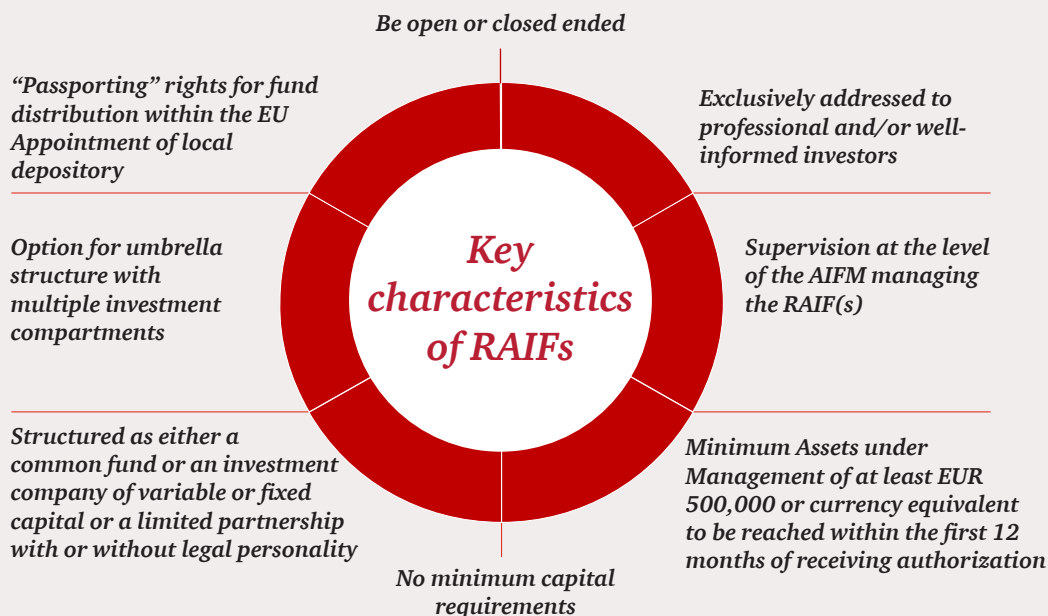 Be open or closed ended
“Passporting” rights for fund
distribution within the EU
Appointment of local
depository
Exclusively addressed to
professional and/or well-
informed investors
Option for umbrella
structure with
multiple investment
compartments
Key
characteristics
of RAIFs
Supervision at the level
of the AIFM managing
the RAIF(s)
Structured as either a
common fund or an investment
company of variable or fixed
capital or a limited partnership
with or without legal personality
Minimum Assets under
Management of at least EUR
500,000 or currency equivalent
to be reached within the first 12
months of receiving authorization
No minimum capital
requirements